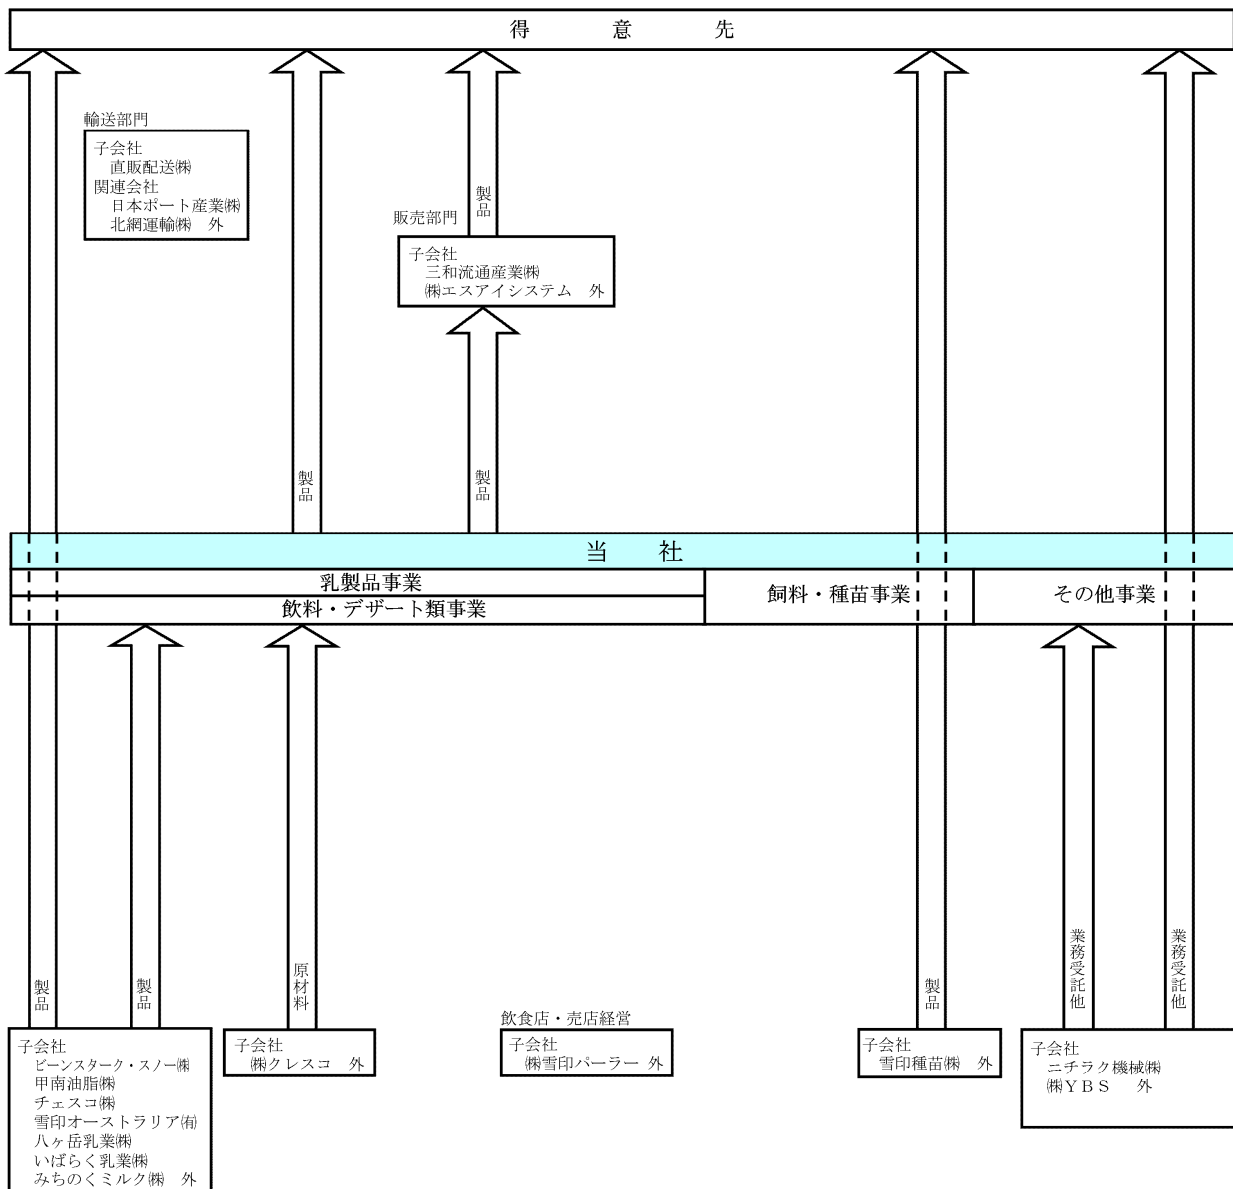 得　意　先
輸送部門
子会社
直販配送㈱
関連会社
日本ポート産業㈱
北網運輸㈱　外
製品
販売部門
子会社
三和流通産業㈱
㈱エスアイシステム　外
製品
製品
当　社
乳製品事業
飲料・デザート類事業
飼料・種苗事業
その他事業
製品
製品
原材料
製品
業務受託他
業務受託他
子会社
ビーンスターク・スノー㈱
甲南油脂㈱
チェスコ㈱
雪印オーストラリア㈲
八ヶ岳乳業㈱
いばらく乳業㈱
みちのくミルク㈱　外
子会社
㈱クレスコ　外
飲食店・売店経営
子会社
㈱雪印パーラー　外
子会社
雪印種苗㈱　外
子会社
ニチラク機械㈱
㈱ＹＢＳ　外